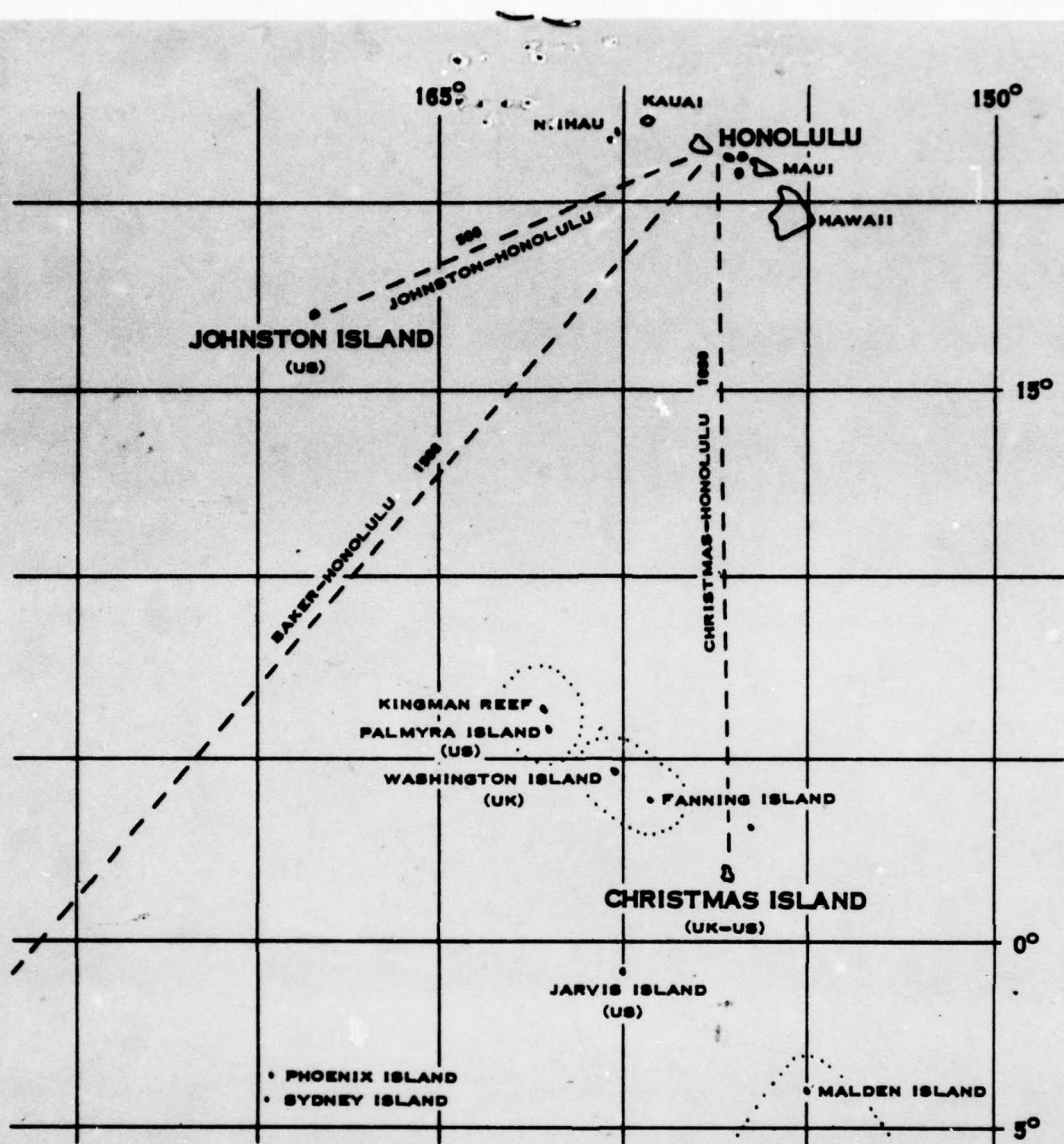 165°
150°
KAUAI
HONOLULU
MAUI
HAWAII
JOHNSTON-HONOLULU
JOHNSTON ISLAND
(US)
15°
CHRISTMAS-HONOLULU
BAKER-HONOLULU
KINGMAN REEF
PALMYRA ISLAND
(US)
WASHINGTON ISLAND
(UK)
FANNING ISLAND
CHRISTMAS ISLAND
(UK-US)
0°
JARVIS ISLAND
(US)
PHOENIX ISLAND
SYDNEY ISLAND
MALDEN ISLAND
5°